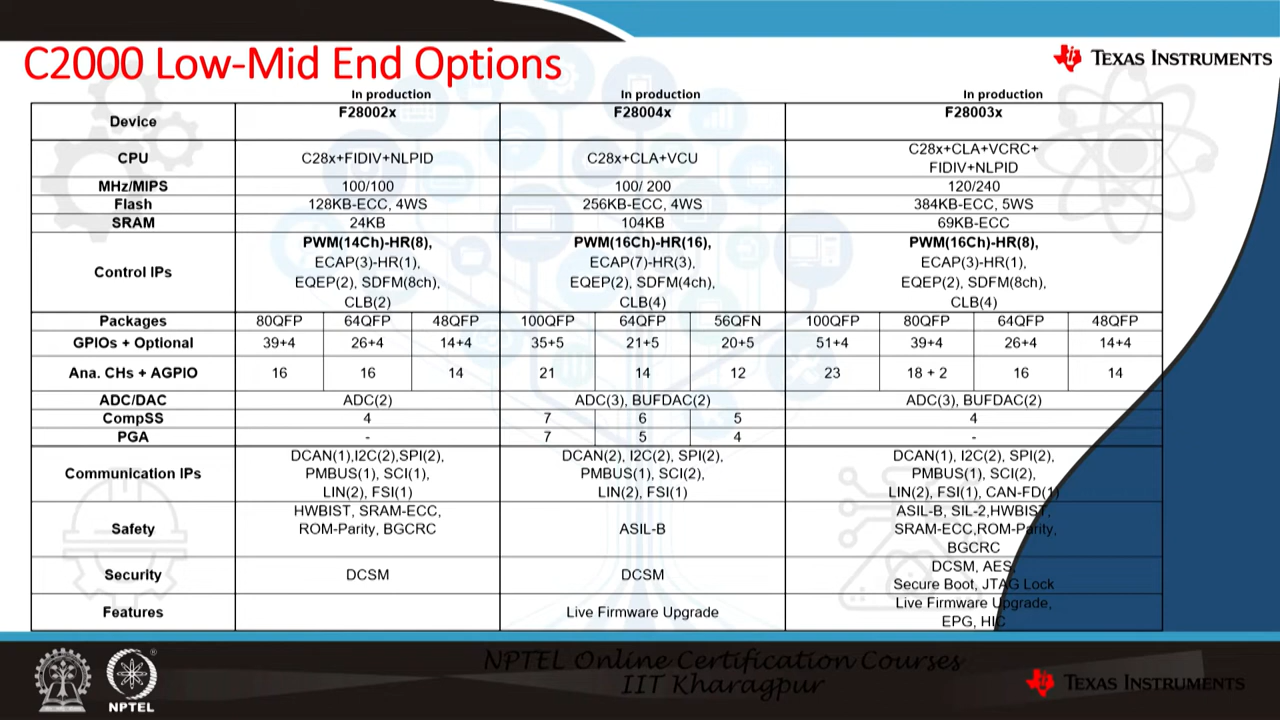 C2000 Low-Mid End Options
TEXAS INSTRUMENTS
In production In production In production
Device F28002x F28004x F28003x
CPU C28x+FIDIV+NLPID C28x+CLA+VCU C28x+CLA+VCRC+
FIDIV+NLPID
MHz/MIPS 100/100 100/ 200 120/240
Flash 128KB-ECC, 4WS 256KB-ECC, 4WS 384KB-ECC, 5WS
SRAM 24KB 104KB 69KB-ECC
Control IPs PWM(14Ch)-HR(8), PWM(16Ch)-HR(16), PWM(16Ch)-HR(8),
ECAP(3)-HR(1), ECAP(7)-HR(3), ECAP(3)-HR(1),
EQEP(2), SDFM(8ch), EQEP(2), SDFM(4ch), EQEP(2), SDFM(8ch),
CLB(2) CLB(4) CLB(4)
Packages 80QFP 64QFP 48QFP 100QFP 64QFP 56QFN 100QFP 80QFP 64QFP 48QFP
GPIOs + Optional 39+4 26+4 14+4 35+5 21+5 20+5 51+4 39+4 26+4 14+4
Ana. CHs + AGPIO 16 16 14 21 14 12 23 18 + 2 16 14
ADC/DAC ADC(2) ADC(3), BUFDAC(2) ADC(3), BUFDAC(2)
CompSS 4 7 6 5 4
PGA - 7 5 4 -
Communication IPs DCAN(1),I2C(2),SPI(2), DCAN(2), I2C(2), SPI(2), DCAN(1), I2C(2), SPI(2),
PMBUS(1), SCI(1), PMBUS(1), SCI(2), PMBUS(1), SCI(2),
LIN(2), FSI(1) LIN(2), FSI(1) LIN(2), FSI(1), CAN-FD(1)
Safety HWBIST, SRAM-ECC, ASIL-B ASIL-B, SIL-2,HWBIST,
ROM-Parity, BGCRC SRAM-ECC,ROM-Parity,
BGCRC
Security DCSM DCSM DCSM, AES,
Secure Boot, JTAG Lock
Features Live Firmware Upgrade Live Firmware Upgrade,
EPG, HIC
NPTEL Online Certification Courses
IIT Kharagpur
NPTEL
TEXAS INSTRUMENTS